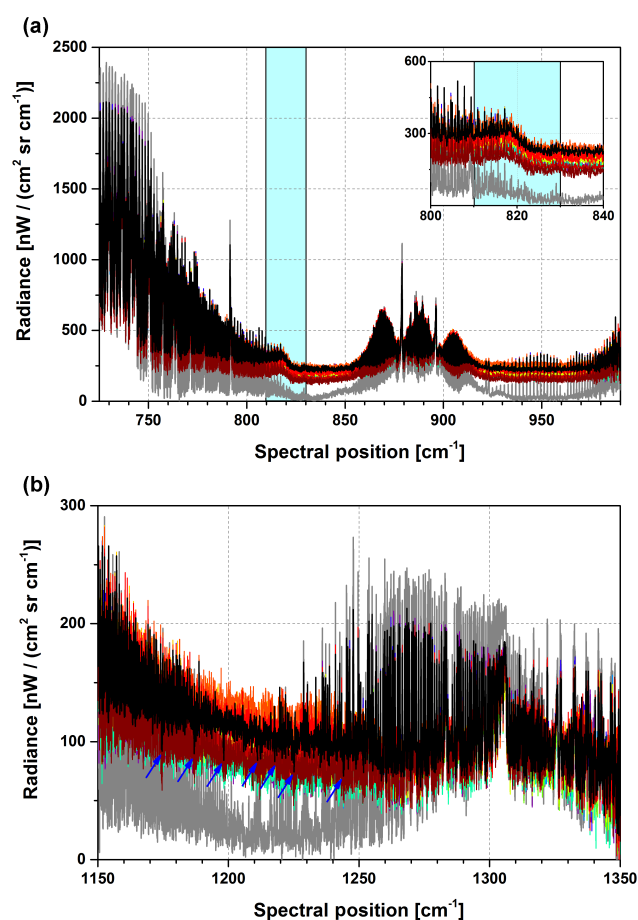 (a)
2500
2000
1500
1000
500
0
Radiance [nW / (cm² sr cm⁻¹)]
600
300
800 820 840
750 800 850 900 950
Spectral position [cm⁻¹]
(b)
300
200
100
0
Radiance [nW / (cm² sr cm⁻¹)]
1150 1200 1250 1300 1350
Spectral position [cm⁻¹]